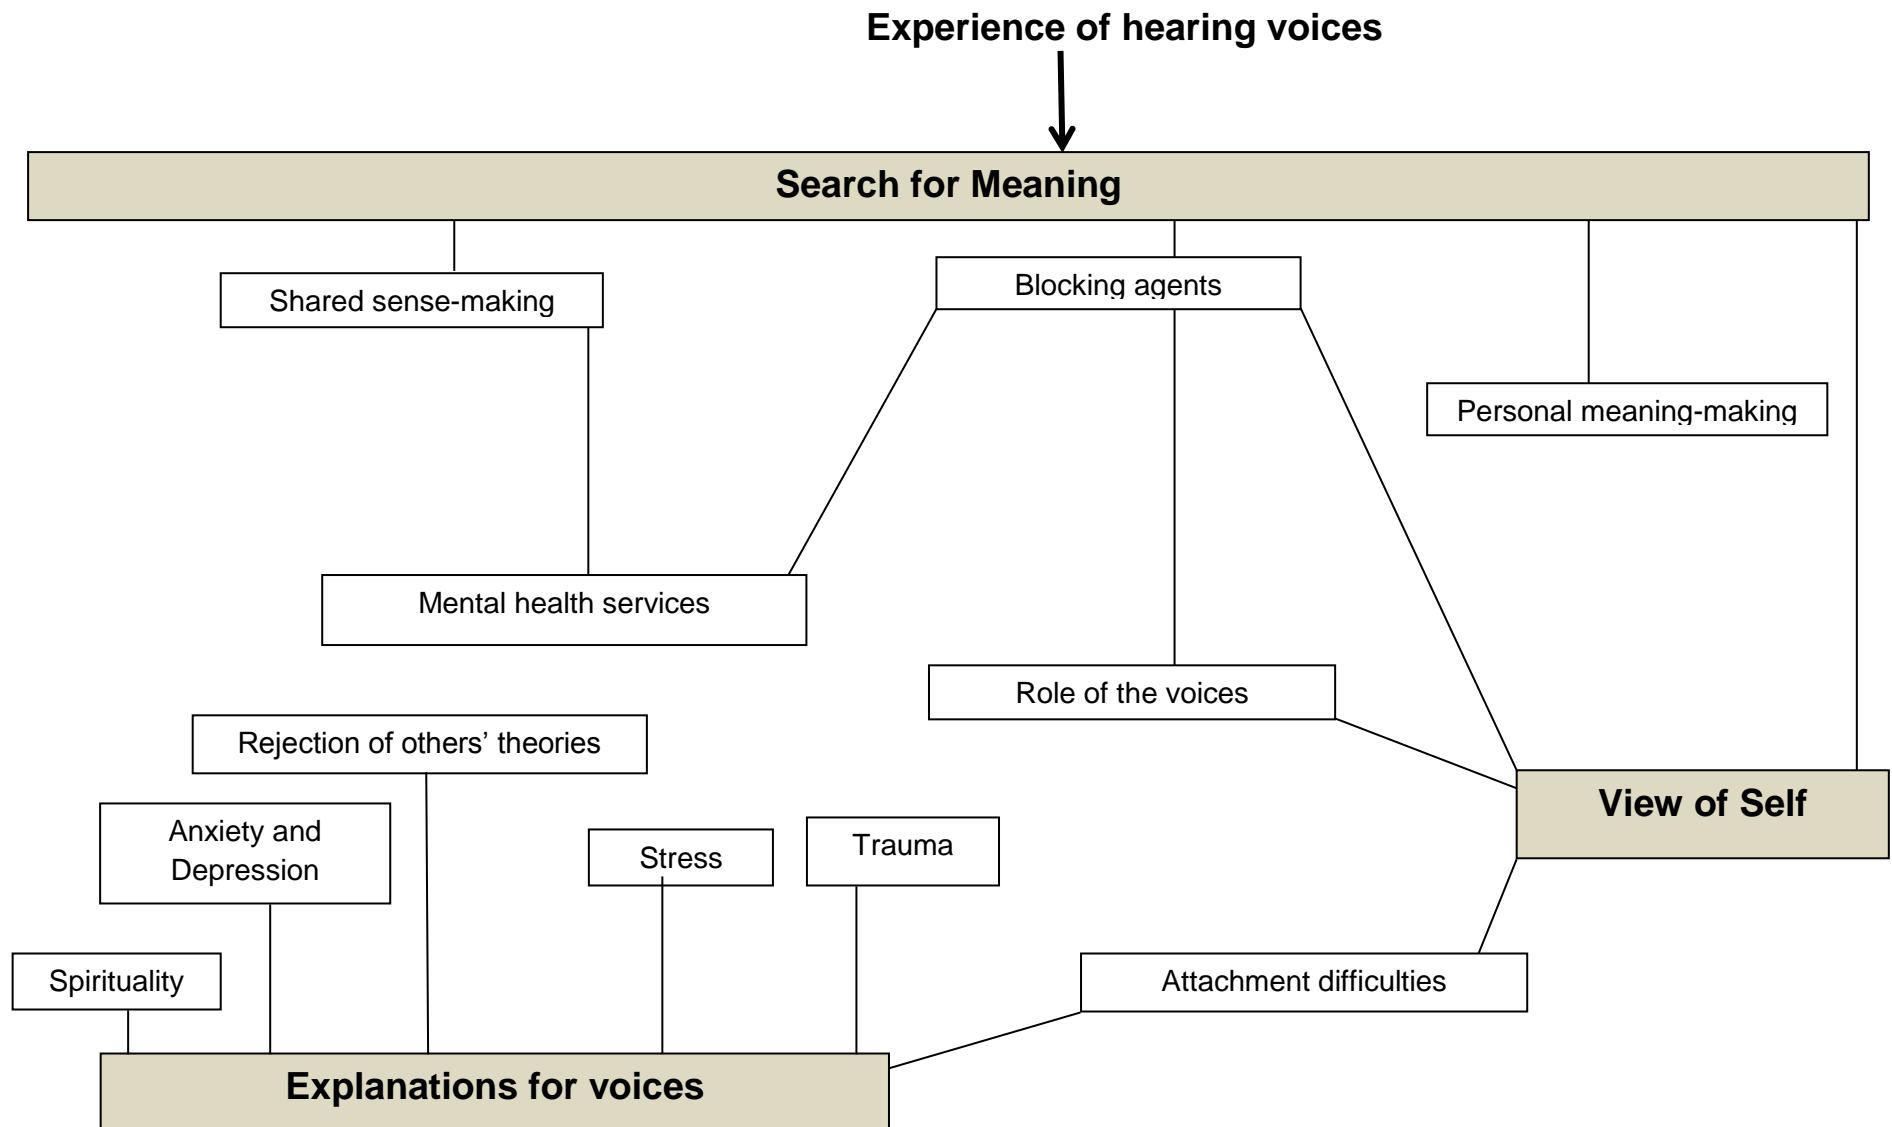 Experience of hearing voices
Search for Meaning
Shared sense-making
Blocking agents
Personal meaning-making
Mental health services
Role of the voices
Rejection of others’ theories
View of Self
Anxiety and
Depression
Stress
Trauma
Spirituality
Attachment difficulties
Explanations for voices